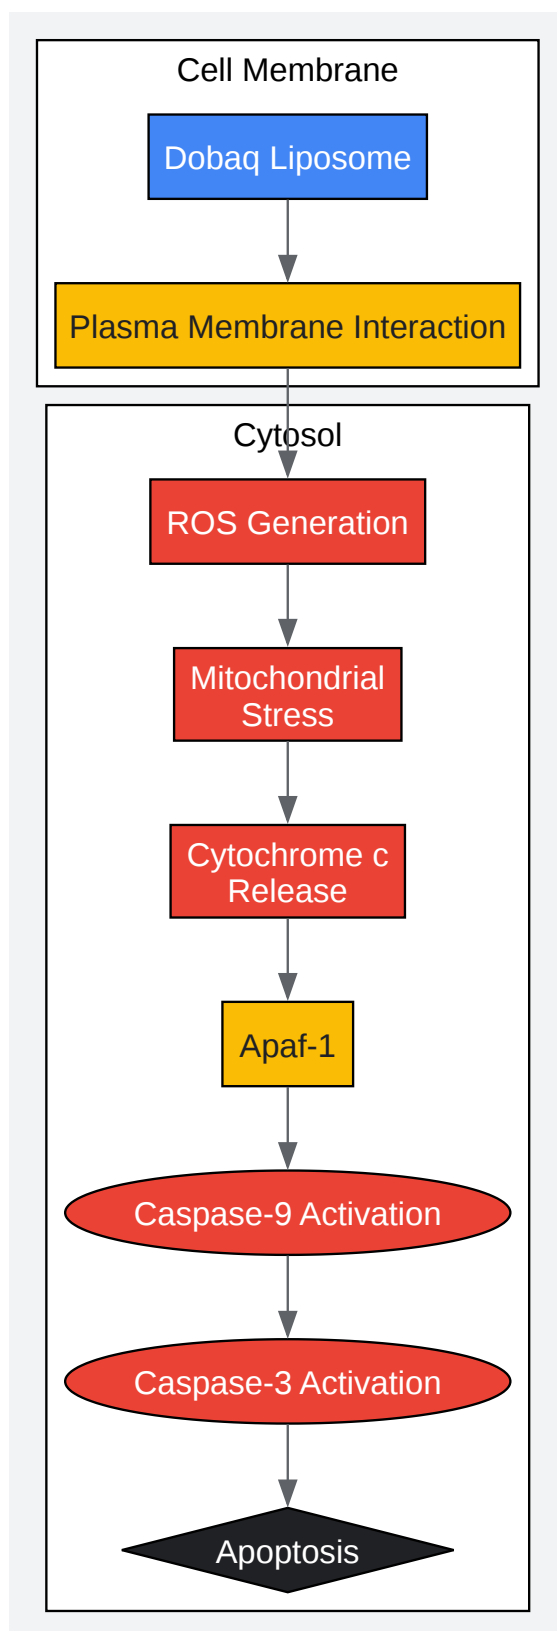 Cell Membrane
Dobaq Liposome
Plasma Membrane Interaction
Cytosol
ROS Generation
Mitochondrial
Stress
Cytochrome c
Release
Apaf-1
Caspase-9 Activation
Caspase-3 Activation
Apoptosis